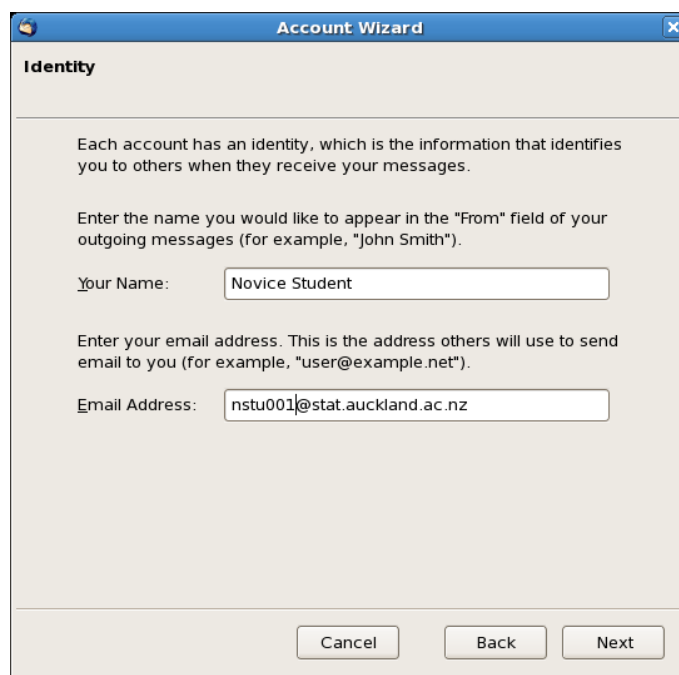 Account Wizard
Identity
Each account has an identity, which is the information that identifies
you to others when they receive your messages.
Enter the name you would like to appear in the "From" field of your
outgoing messages (for example, "John Smith").
Your Name: Novice Student
Enter your email address. This is the address others will use to send
email to you (for example, "user@example.net").
Email Address: nstu001@stat.auckland.ac.nz
Cancel Back Next